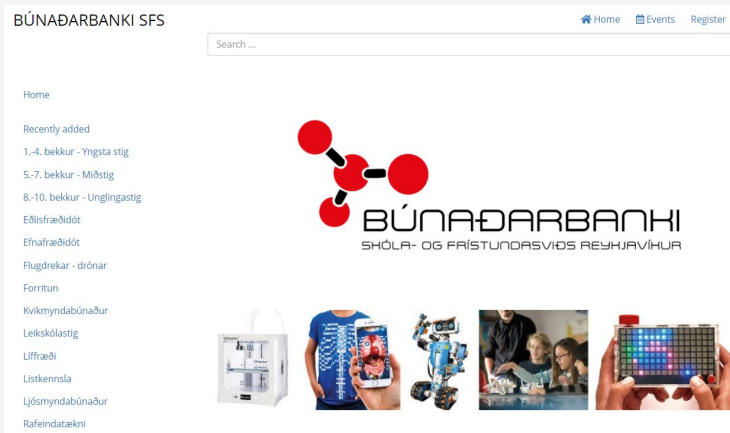 BÚNAÐARBANKI SFS
Home Events Register
Search ...
Home
Recently added
1.-4. bekkur - Yngsta stig
5.-7. bekkur - Miðstig
8.-10. bekkur - Unglingastig
Eðlisfræðidót
Efnafræðidót
Flugdrekar - drónar
Forritun
Kvikmyndabúnaður
Leikskólastig
Líffræði
Listkennsla
Ljósmyndabúnaður
Rafeindatækni
BÚNAÐARBANKI
SKÓLA- OG FRÍSTUNDASVIÐS REYKJAVÍKUR